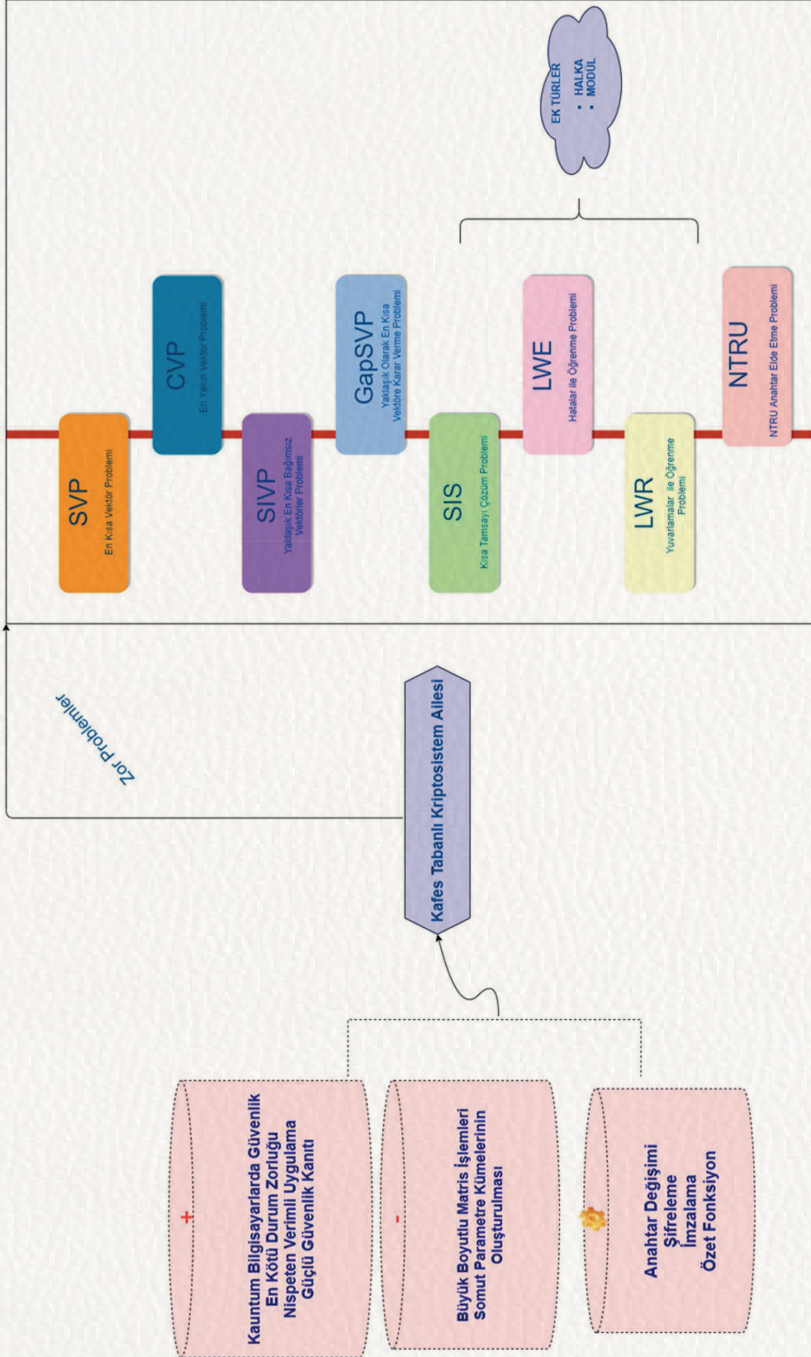 +
Kauntum Bilgisayarlarda Güvenlik
En Kötü Durum Zorluğu
Nispeten Verimli Uygulama
Güçlü Güvenlik Kanıtı
-
Büyük Boyutlu Matris İşlemleri
Somut Parametre Kümelerinin
Oluşturulması
Anahtar Değişimi
Şifreleme
İmzalama
Özet Fonksiyon
Kafes Tabanlı Kriptosistem Ailesi
Zor Problemler
SVP
En Kısa Vektör Problemi
CVP
En Yakın Vektör Problemi
SIVP
Yaklaşık En Kısa Bağımsız
Vektörler Problemi
GapSVP
Yaklaşık Olarak En Kısa
Vektöre Karar Verme Problemi
SIS
Kısa Tamsayı Çözüm Problemi
LWE
Hatalar ile Öğrenme Problemi
LWR
Yuvarlamalar ile Öğrenme
Problemi
NTRU
NTRU Anahtar Elde Etme Problemi
EK TÜRLER
• HALKA
• MODÜL